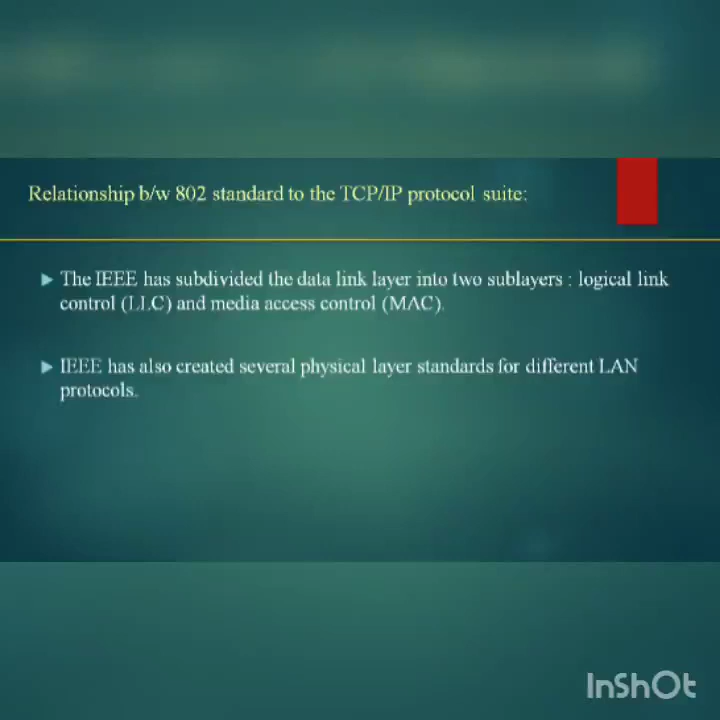 Relationship b/w 802 standard to the TCP/IP protocol suite:
The IEEE has subdivided the data link layer into two sublayers : logical link
control (LLC) and media access control (MAC).
IEEE has also created several physical layer standards for different LAN
protocols.
InShOt